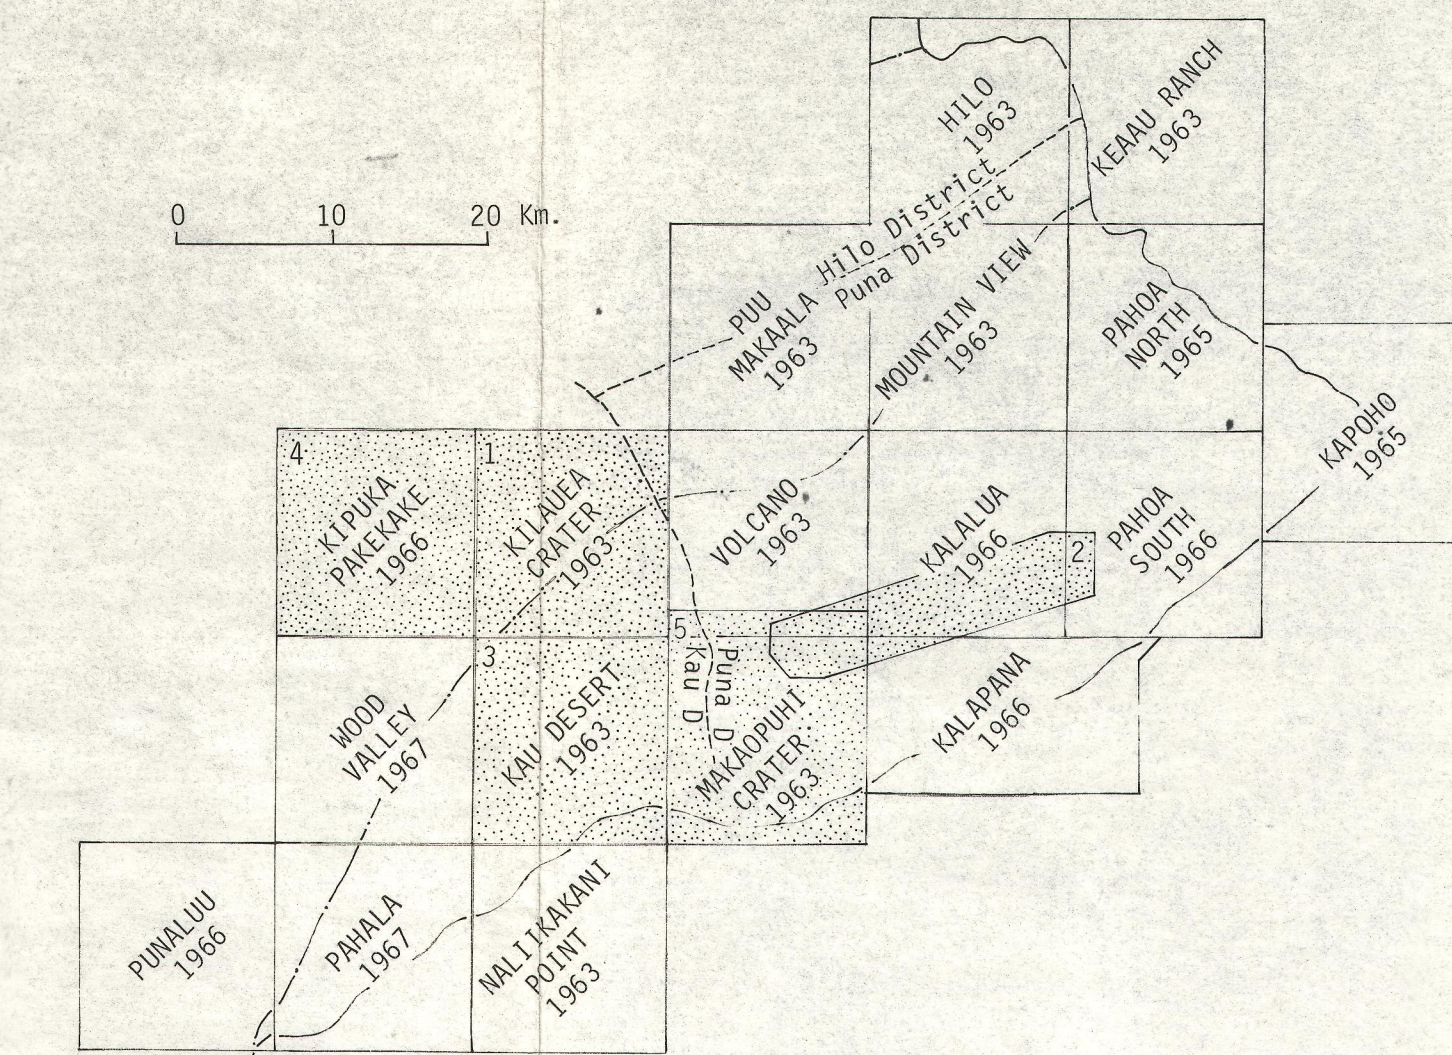 HILO
1963
KEAAU RANCH
1963
0 10 20 Km.
Hilo District
Puna District
PUU
MAKAALA
1963
MOUNTAIN VIEW
1963
PAHOA
NORTH
1965
KAPOHO
1965
4
KIPUKA
PAKEKAKE
1966
1
KILAUEA
CRATER
1963
VOLCANO
1963
KALALUA
1966
2
PAHOA
SOUTH
1966
WOOD
VALLEY
1967
3
KAU DESERT
1963
5
Puna D
Kau D
MAKAOPUHI
CRATER
1963
KALAPANA
1966
PUNALUU
1966
PAHALA
1967
NALIIKAKANI
POINT
1963